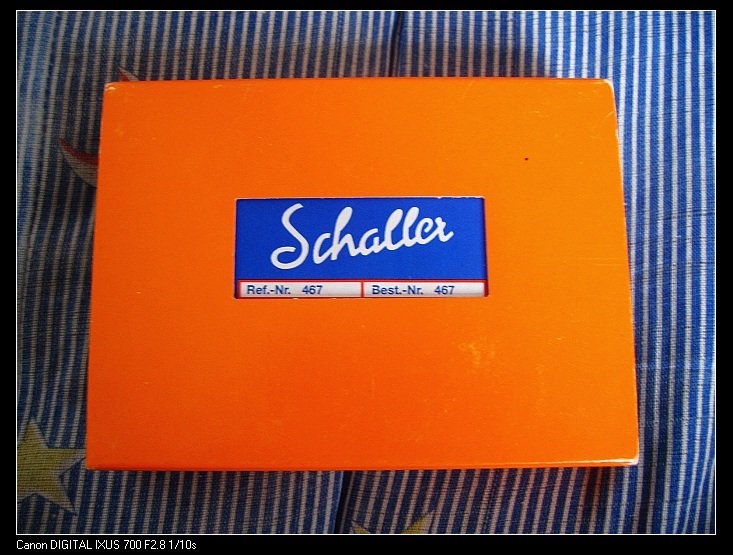 Schaller
Ref.-Nr. 467 Best.-Nr. 467
Canon DIGITAL IXUS 700 F2.8 1/10s